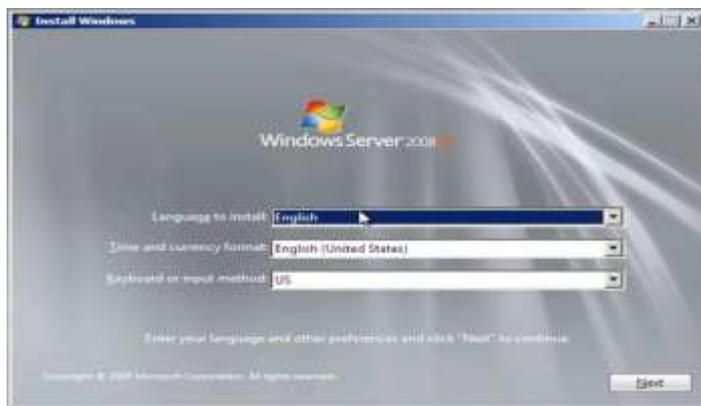 Install Windows
Windows Server 2008 R2
Language to install: English
Time and currency format: English (United States)
Keyboard or input method: US
Enter your language and other preferences and click "Next" to continue.
Copyright © 2009 Microsoft Corporation. All rights reserved.
Next